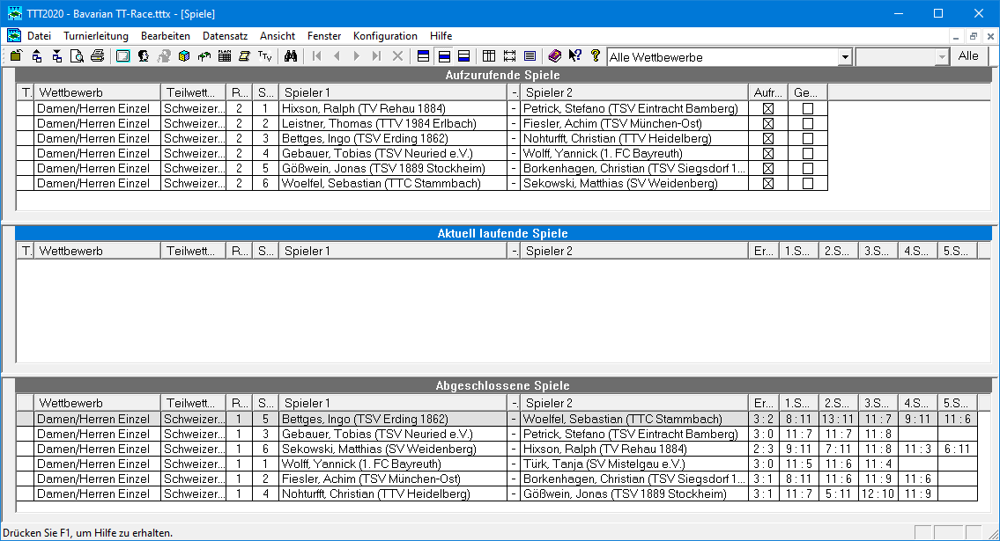 TTT2020 - Bavarian TT-Race.tttx - [Spiele]
Datei Turnierleitung Bearbeiten Datensatz Ansicht Fenster Konfiguration Hilfe
Alle Wettbewerbe Alle
Aufzurufende Spiele
T. Wettbewerb Teilwett... R... S... Spieler 1 -. Spieler 2 Aufr... Ge...
Damen/Herren Einzel Schweizer... 2 1 Hixson, Ralph (TV Rehau 1884) - Petrick, Stefano (TSV Eintracht Bamberg)
Damen/Herren Einzel Schweizer... 2 2 Leistner, Thomas (TTV 1984 Erlbach) - Fiesler, Achim (TSV München-Ost)
Damen/Herren Einzel Schweizer... 2 3 Bettges, Ingo (TSV Erding 1862) - Nohturfft, Christian (TTV Heidelberg)
Damen/Herren Einzel Schweizer... 2 4 Gebauer, Tobias (TSV Neuried e.V.) - Wolff, Yannick (1. FC Bayreuth)
Damen/Herren Einzel Schweizer... 2 5 Gößwein, Jonas (TSV 1889 Stockheim) - Borkenhagen, Christian (TSV Siegsdorf 1...
Damen/Herren Einzel Schweizer... 2 6 Woelfel, Sebastian (TTC Stammbach) - Sekowski, Matthias (SV Weidenberg)
Aktuell laufende Spiele
T. Wettbewerb Teilwett... R... S... Spieler 1 -. Spieler 2 Er... 1.S... 2.S... 3.S... 4.S... 5.S...
Abgeschlossene Spiele
Wettbewerb Teilwett... R... S... Spieler 1 -. Spieler 2 Er... 1.S... 2.S... 3.S... 4.S... 5.S...
Damen/Herren Einzel Schweizer... 1 5 Bettges, Ingo (TSV Erding 1862) - Woelfel, Sebastian (TTC Stammbach) 3 : 2 8 : 11 13 : 11 11 : 7 9 : 11 11 : 6
Damen/Herren Einzel Schweizer... 1 3 Gebauer, Tobias (TSV Neuried e.V.) - Petrick, Stefano (TSV Eintracht Bamberg) 3 : 0 11 : 7 11 : 7 11 : 8
Damen/Herren Einzel Schweizer... 1 6 Sekowski, Matthias (SV Weidenberg) - Hixson, Ralph (TV Rehau 1884) 2 : 3 9 : 11 7 : 11 11 : 8 11 : 3 6 : 11
Damen/Herren Einzel Schweizer... 1 1 Wolff, Yannick (1. FC Bayreuth) - Türk, Tanja (SV Mistelgau e.V.) 3 : 0 11 : 5 11 : 6 11 : 4
Damen/Herren Einzel Schweizer... 1 2 Fiesler, Achim (TSV München-Ost) - Borkenhagen, Christian (TSV Siegsdorf 1... 3 : 1 8 : 11 11 : 6 11 : 9 11 : 6
Damen/Herren Einzel Schweizer... 1 4 Nohturfft, Christian (TTV Heidelberg) - Gößwein, Jonas (TSV 1889 Stockheim) 3 : 1 11 : 7 5 : 11 12 : 10 11 : 9
Drücken Sie F1, um Hilfe zu erhalten.